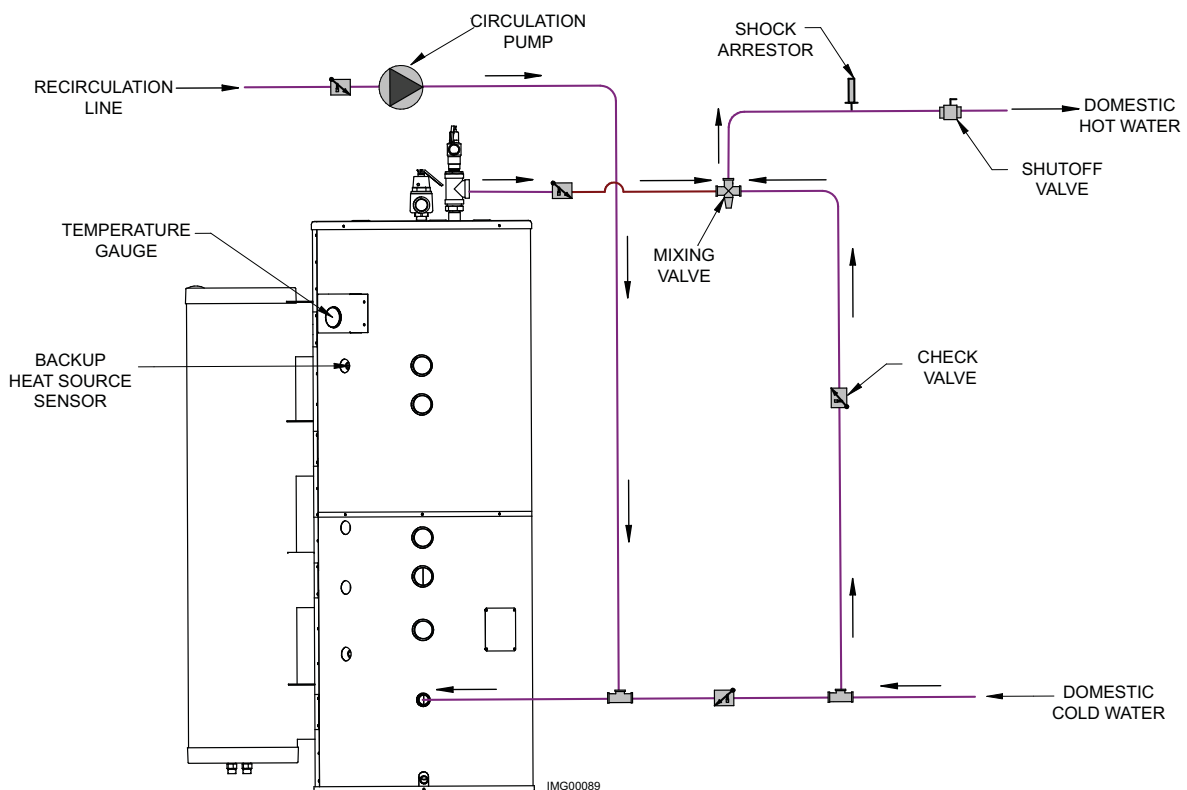 CIRCULATION
PUMP
SHOCK
ARRESTOR
RECIRCULATION
LINE
DOMESTIC
HOT WATER
SHUTOFF
VALVE
TEMPERATURE
GAUGE
MIXING
VALVE
BACKUP
HEAT SOURCE
SENSOR
CHECK
VALVE
DOMESTIC
COLD WATER
IMG00089